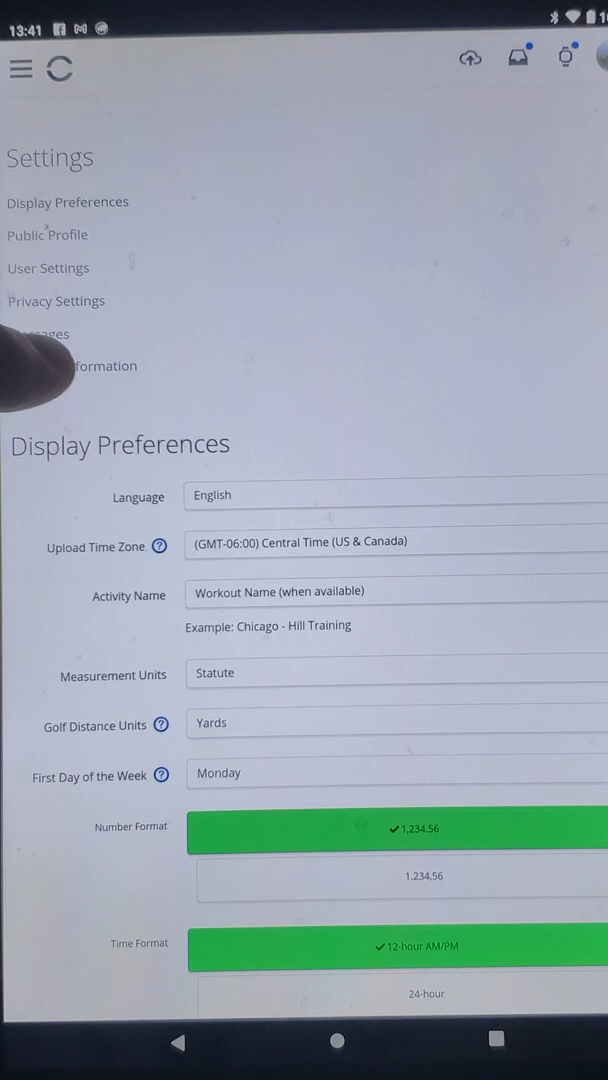 13:41
Settings
Display Preferences
Public Profile
User Settings
Privacy Settings
Display Preferences
Language English
Upload Time Zone ? (GMT-06:00) Central Time (US & Canada)
Activity Name Workout Name (when available)
Example: Chicago - Hill Training
Measurement Units Statute
Golf Distance Units ? Yards
First Day of the Week ? Monday
Number Format ✓1,234.56
1.234,56
Time Format ✓12-hour AM/PM
24-hour